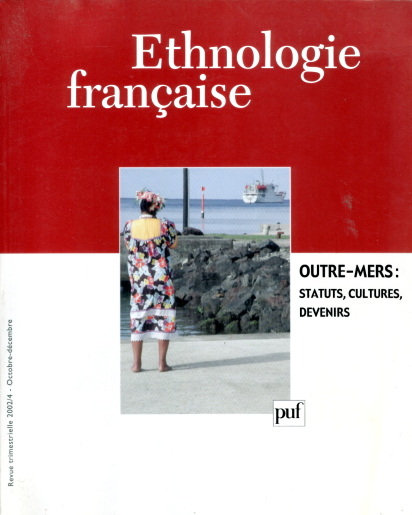 Ethnologie
française
OUTRE-MERS :
STATUTS, CULTURES,
DEVENIRS
puf
Revue trimestrielle 2002/4 - Octobre-décembre